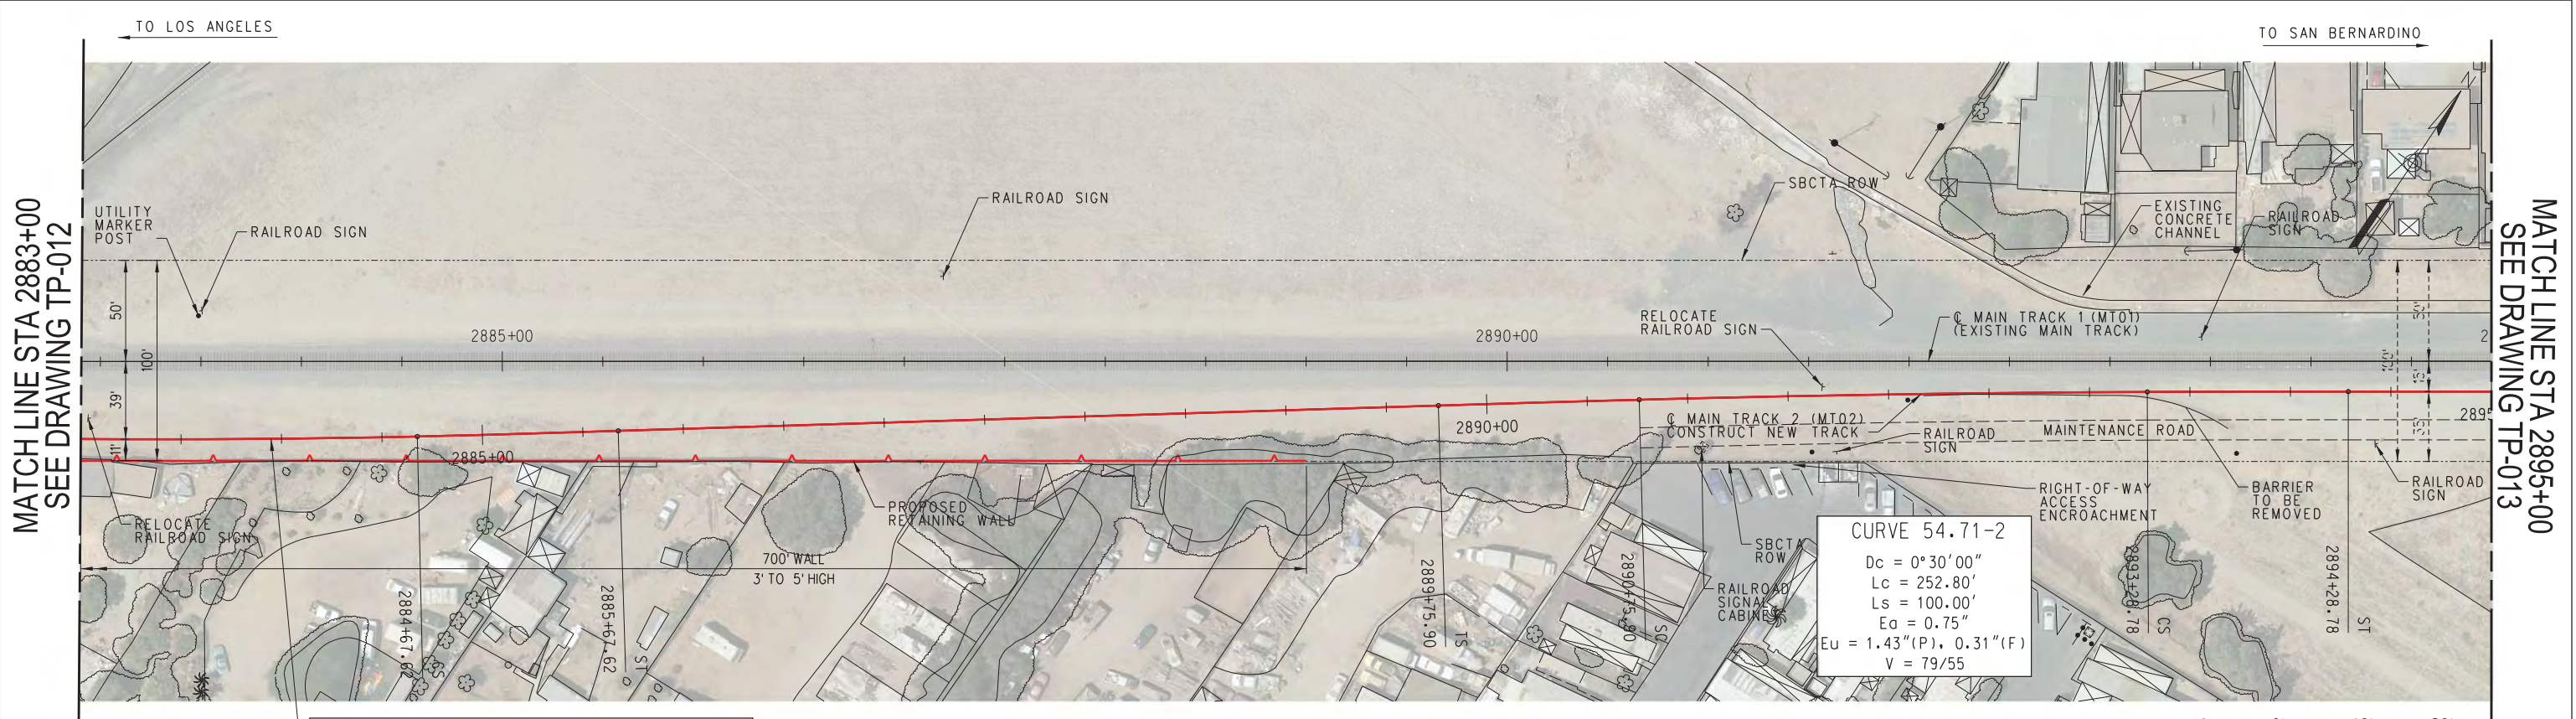 TO LOS ANGELES
TO SAN BERNARDINO
MATCH LINE STA 2883+00
SEE DRAWING TP-012
UTILITY
MARKER
POST
RAILROAD SIGN
RAILROAD SIGN
SBCTA ROW
EXISTING
CONCRETE
CHANNEL
RAILROAD
SIGN
50'
100'
39'
11'
2885+00
2890+00
RELOCATE
RAILROAD SIGN
℄ MAIN TRACK 1 (MT01)
(EXISTING MAIN TRACK)
2
50'
15'
35'
2885+00
2890+00
℄ MAIN TRACK 2 (MT02)
CONSTRUCT NEW TRACK
RAILROAD
SIGN
MAINTENANCE ROAD
2895
RELOCATE
RAILROAD SIGN
PROPOSED
RETAINING WALL
700' WALL
3' TO 5' HIGH
RIGHT-OF-WAY
ACCESS
ENCROACHMENT
BARRIER
TO BE
REMOVED
RAILROAD
SIGN
SBCTA
ROW
RAILROAD
SIGNAL
CABINET
2884+67.62
CS
2885+67.62
ST
2889+75.90
TS
2890+75.90
SC
2893+28.78
CS
2894+28.78
ST
CURVE 54.71-2
Dc = 0°30'00"
Lc = 252.80'
Ls = 100.00'
Ea = 0.75"
Eu = 1.43"(P), 0.31"(F)
V = 79/55
MATCH LINE STA 2895+00
SEE DRAWING TP-013